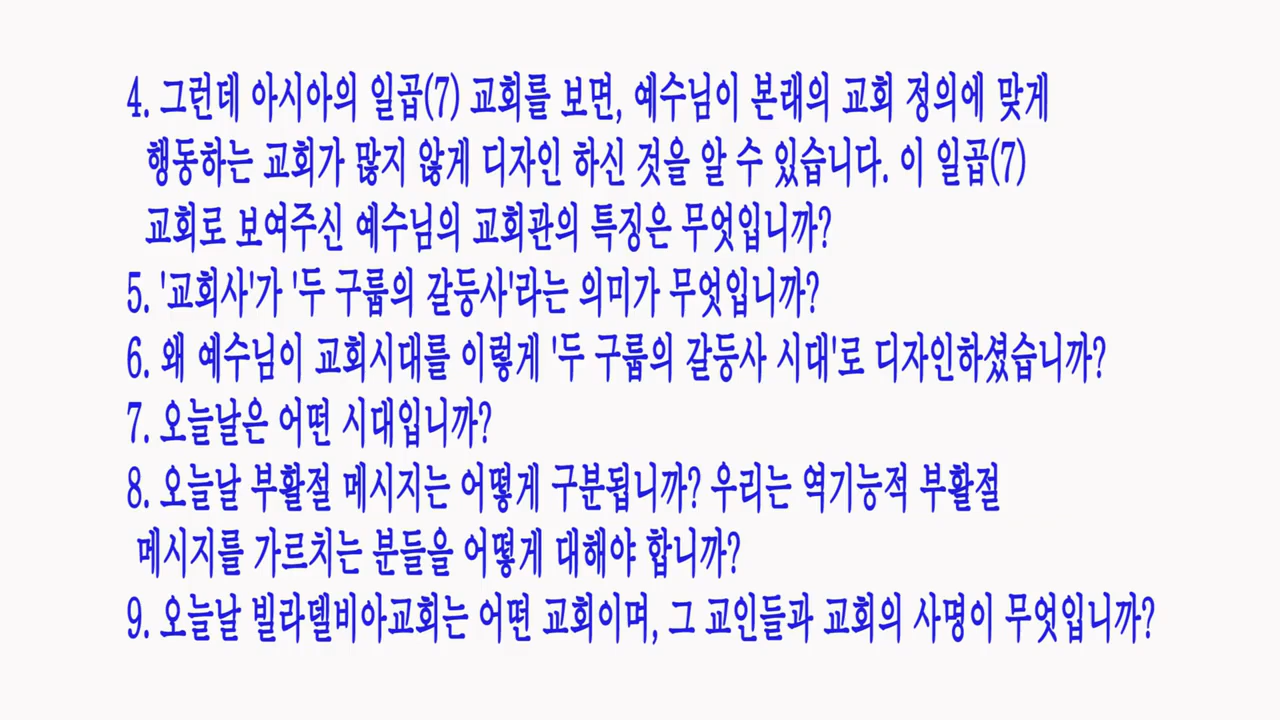 4. 그런데 아시아의 일곱(7) 교회를 보면, 예수님이 본래의 교회 정의에 맞게
행동하는 교회가 많지 않게 디자인 하신 것을 알 수 있습니다. 이 일곱(7)
교회로 보여주신 예수님의 교회관의 특징은 무엇입니까?
5. '교회사'가 '두 구룹의 갈둥사'라는 의미가 무엇입니까?
6. 왜 예수님이 교회시대를 이렇게 '두 구룹의 갈둥사 시대'로 디자인하셨습니까?
7. 오늘날은 어떤 시대입니까?
8. 오늘날 부활절 메시지는 어떻게 구분됩니까? 우리는 역기능적 부활절
메시지를 가르치는 분들을 어떻게 대해야 합니까?
9. 오늘날 빌라델비아교회는 어떤 교회이며, 그 교인들과 교회의 사명이 무엇입니까?